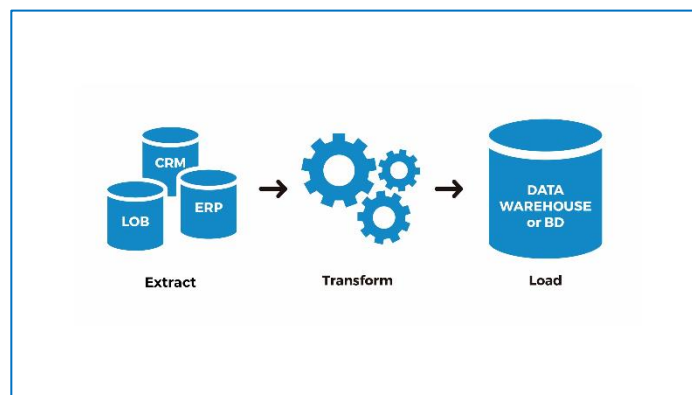 CRM
LOB
ERP
DATA
WAREHOUSE
or BD
Extract
Transform
Load